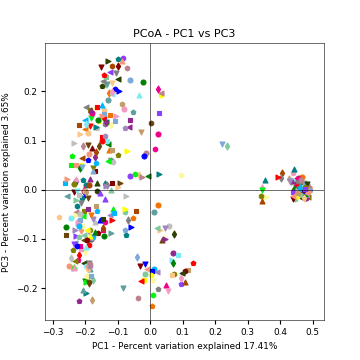 PCoA - PC1 vs PC3
PC3 - Percent variation explained 3.65%
0.2
0.1
0.0
−0.1
−0.2
−0.3 −0.2 −0.1 0.0 0.1 0.2 0.3 0.4 0.5
PC1 - Percent variation explained 17.41%